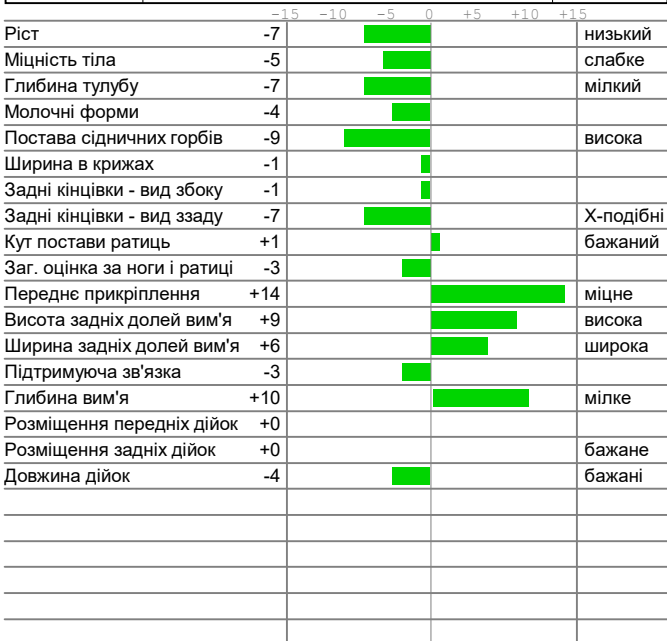 -15 -10 -5 0 +5 +10 +15
Ріст -7 низький
Міцність тіла -5 слабке
Глибина тулубу -7 мілкий
Молочні форми -4
Постава сідничних горбів -9 висока
Ширина в крижах -1
Задні кінцівки - вид збоку -1
Задні кінцівки - вид ззаду -7 Х-подібні
Кут постави ратиць +1 бажаний
Заг. оцінка за ноги і ратиці -3
Переднє прикріплення +14 міцне
Висота задніх долей вим'я +9 висока
Ширина задніх долей вим'я +6 широка
Підтримуюча зв'язка -3
Глибина вим'я +10 мілке
Розміщення передніх дійок +0
Розміщення задніх дійок +0 бажане
Довжина дійок -4 бажані